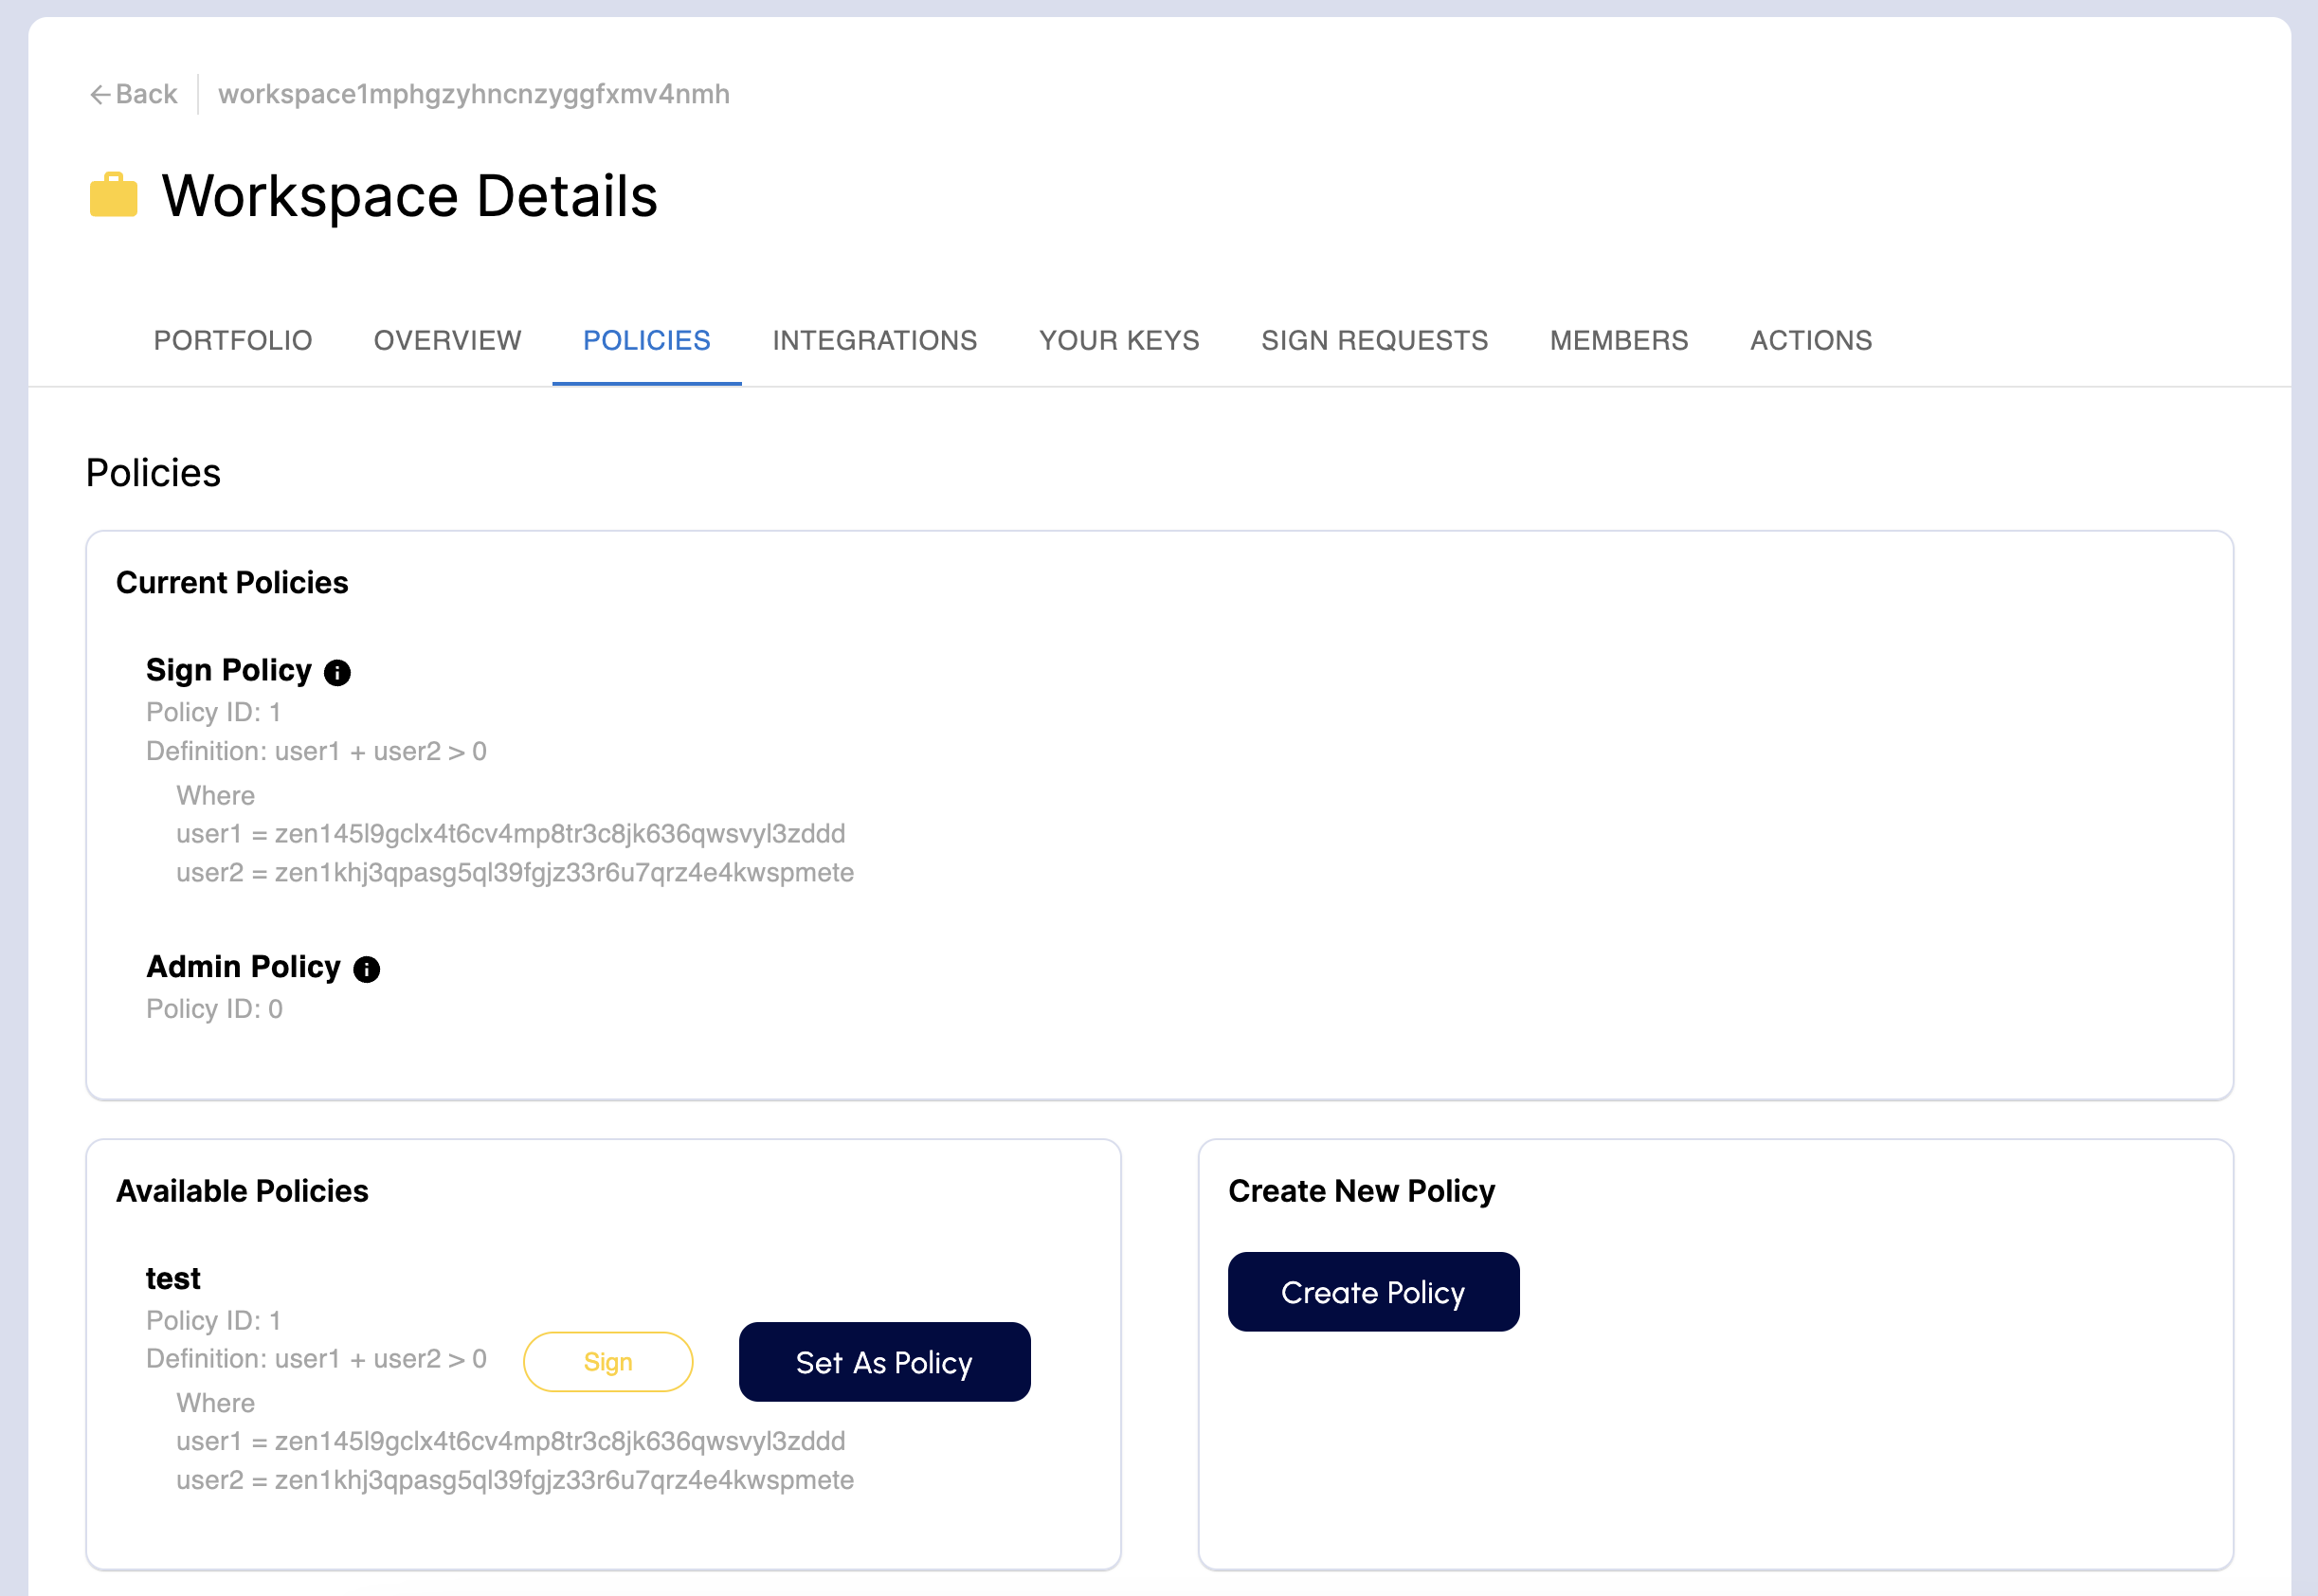 Back workspace1mphgzyhncnzyggfxmv4nmh
Workspace Details
PORTFOLIO OVERVIEW POLICIES INTEGRATIONS YOUR KEYS SIGN REQUESTS MEMBERS ACTIONS
Policies
Current Policies
Sign Policy
Policy ID: 1
Definition: user1 + user2 > 0
Where
user1 = zen145l9gclx4t6cv4mp8tr3c8jk636qwsvyl3zddd
user2 = zen1khj3qpasg5ql39fgjz33r6u7qrz4e4kwspmete
Admin Policy
Policy ID: 0
Available Policies
test
Policy ID: 1
Definition: user1 + user2 > 0
Where
user1 = zen145l9gclx4t6cv4mp8tr3c8jk636qwsvyl3zddd
user2 = zen1khj3qpasg5ql39fgjz33r6u7qrz4e4kwspmete
Sign
Set As Policy
Create New Policy
Create Policy